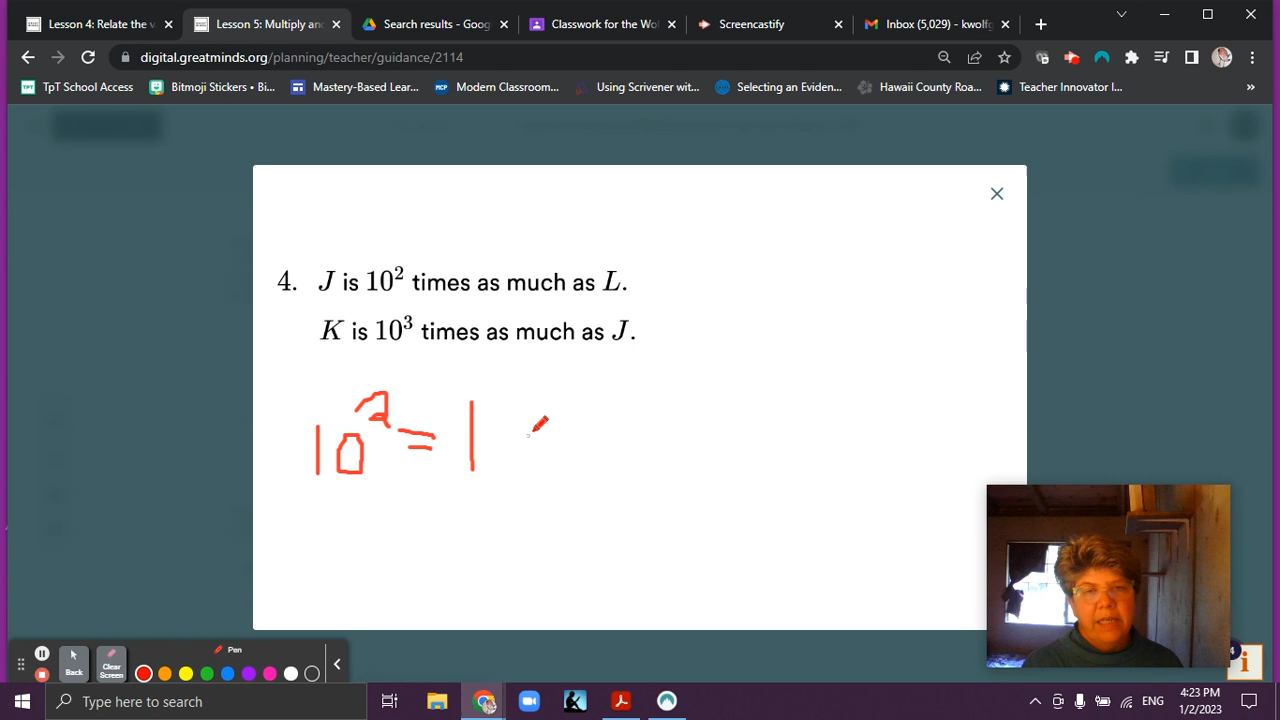 Lesson 4: Relate the v
Lesson 5: Multiply an
Search results - Goog
Classwork for the Wol
Screencastify
Inbox (5,029) - kwolfg
digital.greatminds.org/planning/teacher/guidance/2114
TpT School Access
Bitmoji Stickers • Bi...
Mastery-Based Lear...
MCP Modern Classroom...
Using Scrivener wit...
Selecting an Eviden...
Hawaii County Roa...
Teacher Innovator I...
»
4. J is 10² times as much as L.
K is 10³ times as much as J.
10² = 1
Pen
Back
Clear Screen
Type here to search
ENG
4:23 PM
1/2/2023